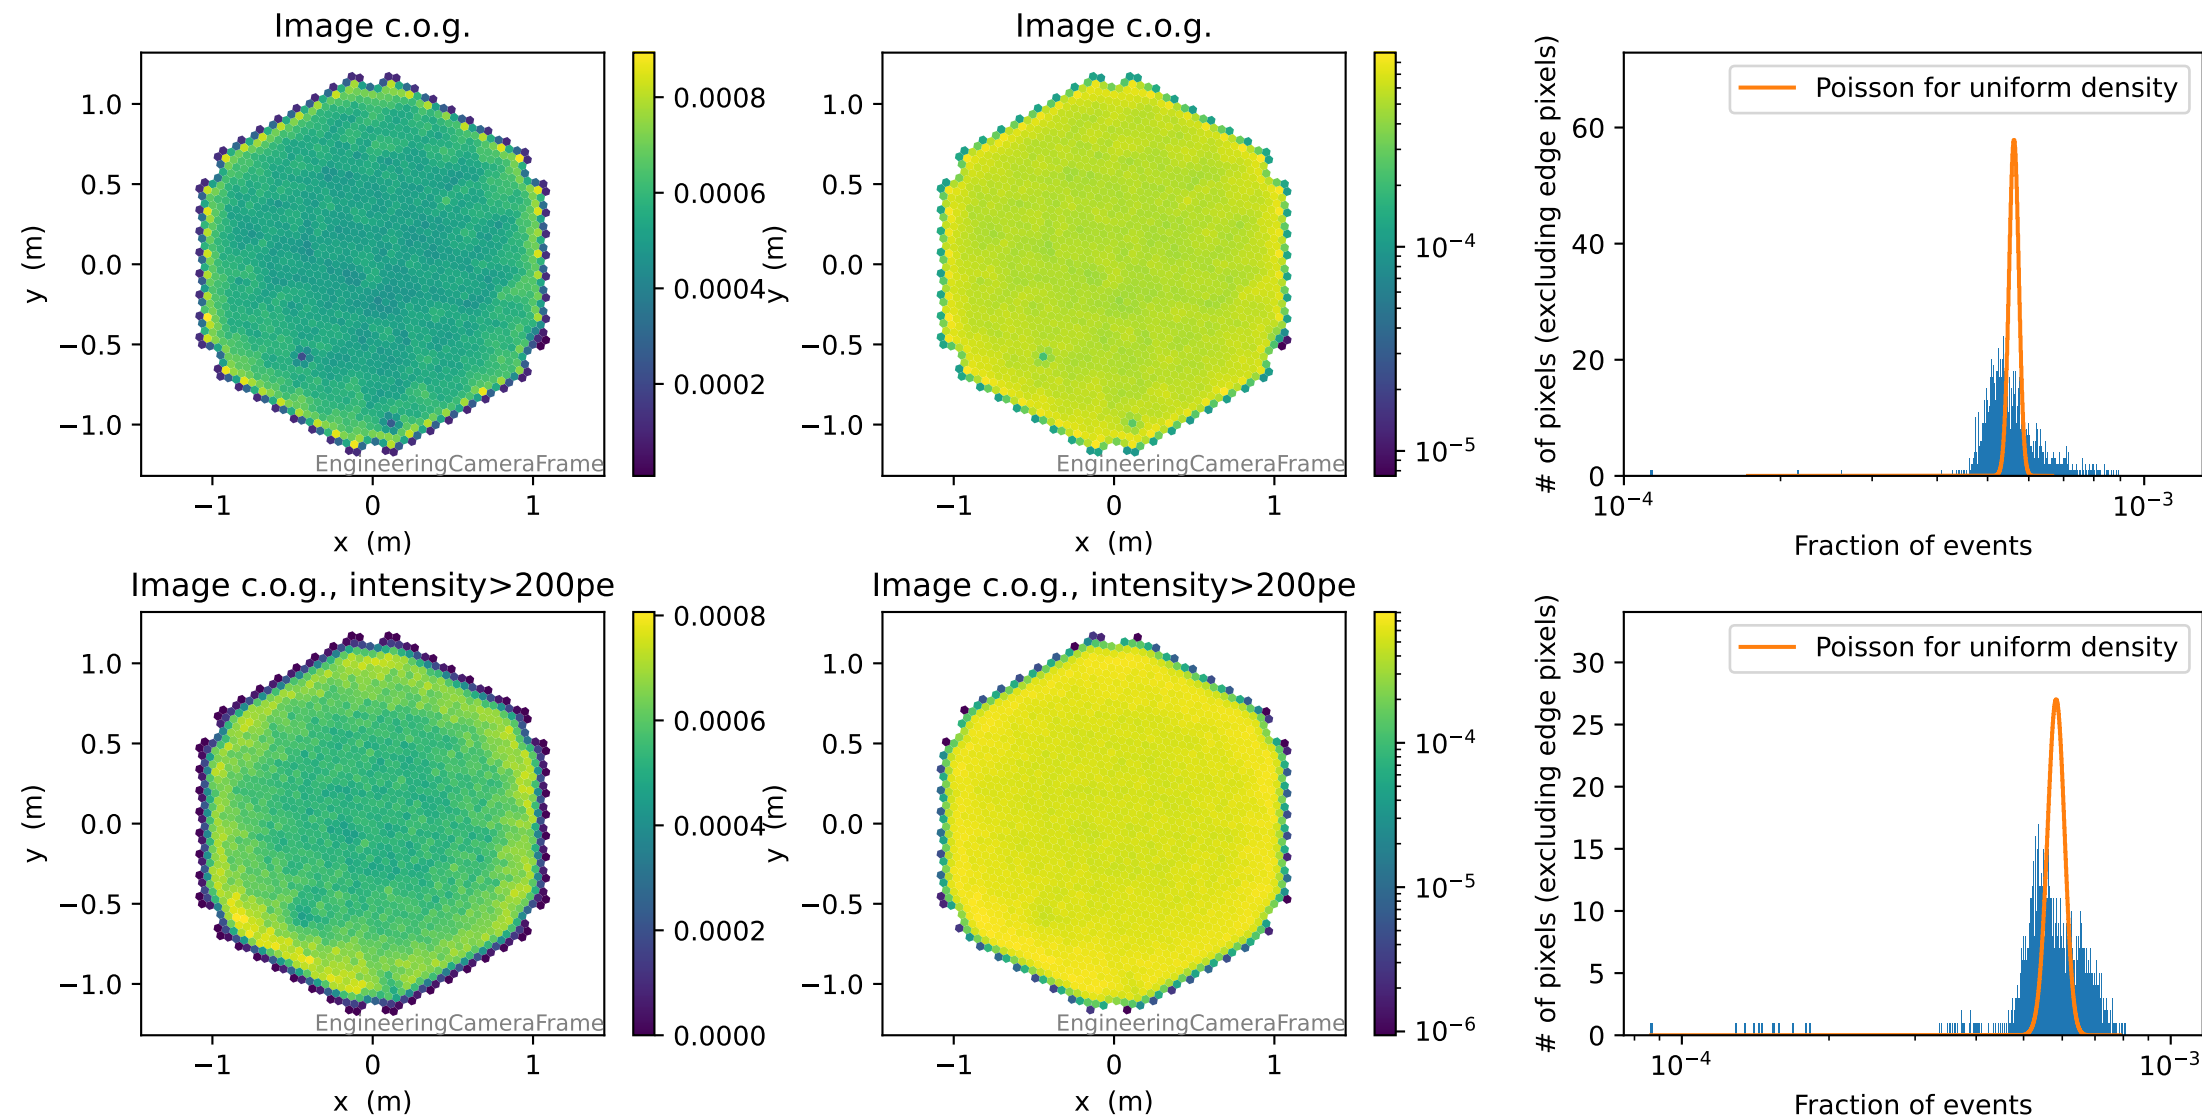 Image c.o.g.
1.0
0.5
0.0
−0.5
−1.0
y (m)
−1
0
1
x (m)
EngineeringCameraFrame
0.0008
0.0006
0.0004
0.0002
Image c.o.g.
1.0
0.5
0.0
−0.5
−1.0
y (m)
−1
0
1
x (m)
EngineeringCameraFrame
10⁻⁴
10⁻⁵
Poisson for uniform density
# of pixels (excluding edge pixels)
60
40
20
0
10⁻⁴
10⁻³
Fraction of events
Image c.o.g., intensity>200pe
1.0
0.5
0.0
−0.5
−1.0
y (m)
−1
0
1
x (m)
EngineeringCameraFrame
0.0008
0.0006
0.0004
0.0002
0.0000
Image c.o.g., intensity>200pe
1.0
0.5
0.0
−0.5
−1.0
y (m)
−1
0
1
x (m)
EngineeringCameraFrame
10⁻⁴
10⁻⁵
10⁻⁶
Poisson for uniform density
# of pixels (excluding edge pixels)
30
25
20
15
10
5
0
10⁻⁴
10⁻³
Fraction of events